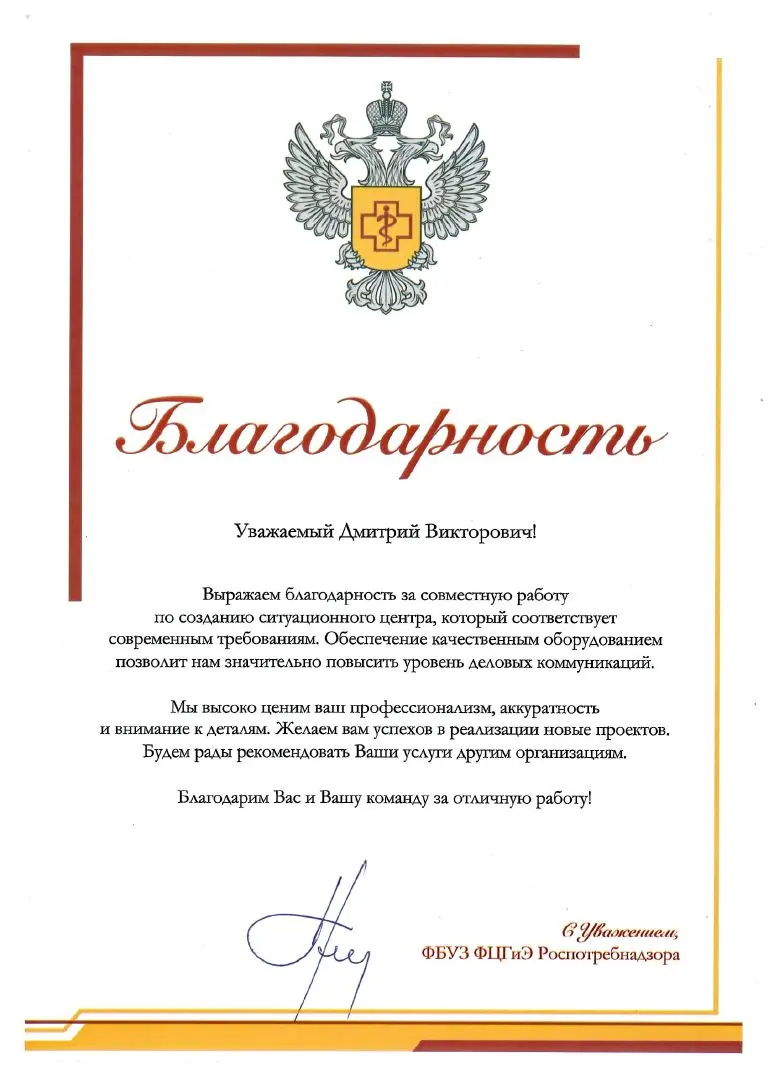 Благодарность
Уважаемый Дмитрий Викторович!
Выражаем благодарность за совместную работу
по созданию ситуационного центра, который соответствует
современным требованиям. Обеспечение качественным оборудованием
позволит нам значительно повысить уровень деловых коммуникаций.
Мы высоко ценим ваш профессионализм, аккуратность
и внимание к деталям. Желаем вам успехов в реализации новые проектов.
Будем рады рекомендовать Ваши услуги другим организациям.
Благодарим Вас и Вашу команду за отличную работу!
С Уважением,
ФБУЗ ФЦГиЭ Роспотребнадзора